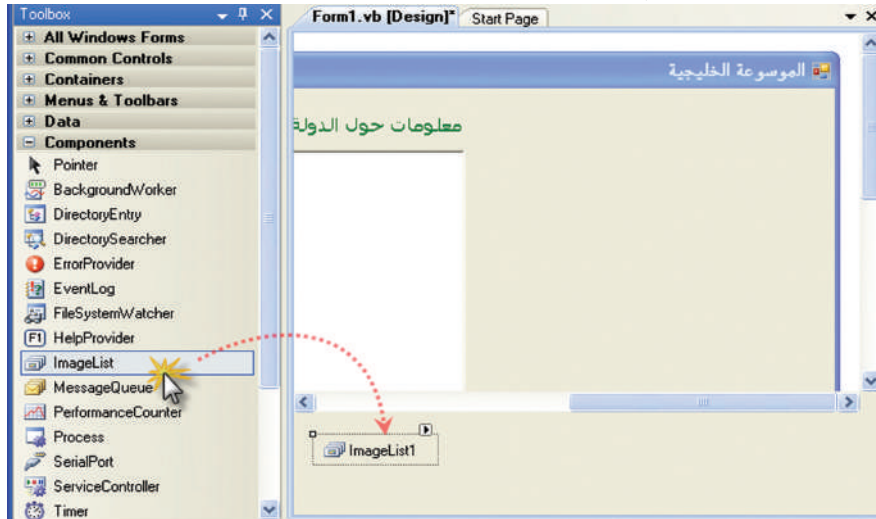 Toolbox
All Windows Forms
Common Controls
Containers
Menus & Toolbars
Data
Components
Pointer
BackgroundWorker
DirectoryEntry
DirectorySearcher
ErrorProvider
EventLog
FileSystemWatcher
F1 HelpProvider
ImageList
MessageQueue
PerformanceCounter
Process
SerialPort
ServiceController
Timer
Form1.vb [Design]* Start Page
الموسوعة الخليجية
معلومات حول الدولة
ImageList1